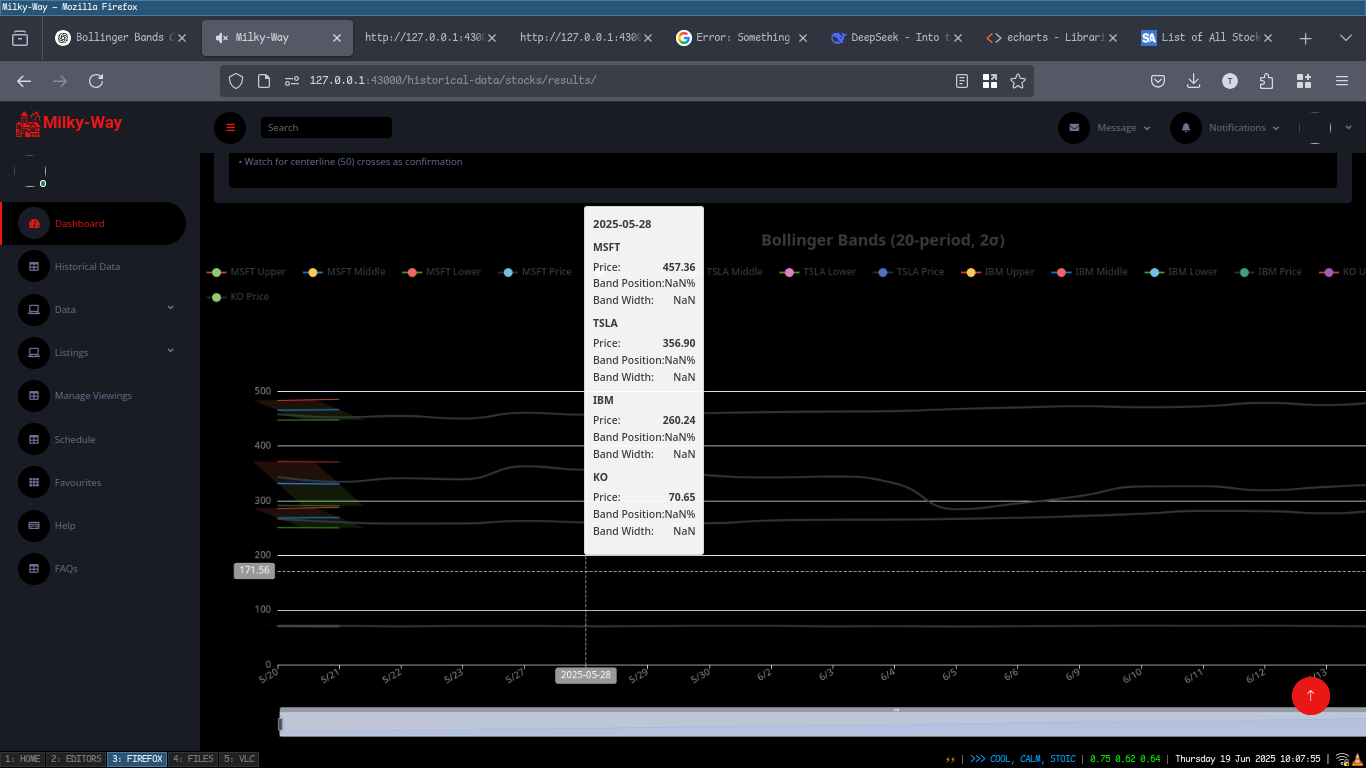 Milky-Way — Mozilla Firefox
Bollinger Bands
Milky-Way
http://127.0.0.1:430
http://127.0.0.1:430
Error: Something
DeepSeek - Into t
echarts - Librari
List of All Stock
127.0.0.1:43000/historical-data/stocks/results/
T
Milky-Way
Search
Message
Notifications
• Watch for centerline (50) crosses as confirmation
Dashboard
Historical Data
Data
Listings
Manage Viewings
Schedule
Favourites
Help
FAQs
Bollinger Bands (20-period, 2σ)
MSFT Upper
MSFT Middle
MSFT Lower
MSFT Price
TSLA Middle
TSLA Lower
TSLA Price
IBM Upper
IBM Middle
IBM Lower
IBM Price
KO U
KO Price
2025-05-28
MSFT
Price: 457.36
Band Position:NaN%
Band Width: NaN
TSLA
Price: 356.90
Band Position:NaN%
Band Width: NaN
IBM
Price: 260.24
Band Position:NaN%
Band Width: NaN
KO
Price: 70.65
Band Position:NaN%
Band Width: NaN
500
400
300
200
171.56
100
0
5/20
5/21
5/22
5/23
5/27
2025-05-28
5/29
5/30
6/2
6/3
6/4
6/5
6/6
6/9
6/10
6/11
6/12
6/13
1: HOME
2: EDITORS
3: FIREFOX
4: FILES
5: VLC
| >>> COOL, CALM, STOIC | 0.75 0.62 0.64 | Thursday 19 Jun 2025 10:07:55 |